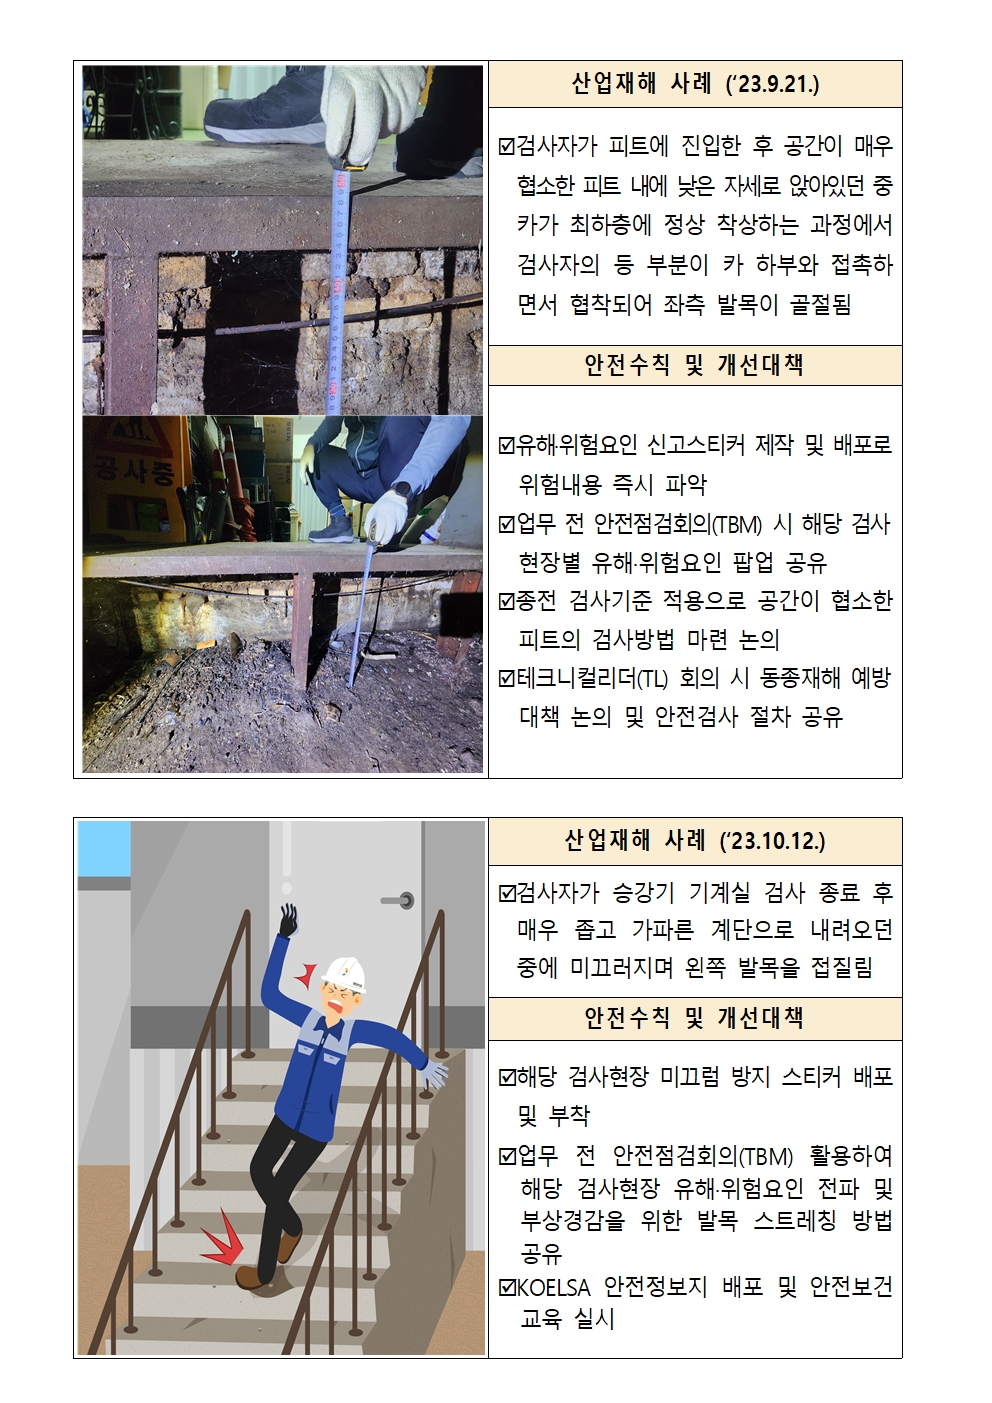 산업재해 사례 (‘23.9.21.)
☑검사자가 피트에 진입한 후 공간이 매우
협소한 피트 내에 낮은 자세로 앉아있던 중
카가 최하층에 정상 착상하는 과정에서
검사자의 등 부분이 카 하부와 접촉하
면서 협착되어 좌측 발목이 골절됨
안전수칙 및 개선대책
☑유해·위험요인 신고스티커 제작 및 배포로
위험내용 즉시 파악
☑업무 전 안전점검회의(TBM) 시 해당 검사
현장별 유해·위험요인 팝업 공유
☑종전 검사기준 적용으로 공간이 협소한
피트의 검사방법 마련 논의
☑테크니컬리더(TL) 회의 시 동종재해 예방
대책 논의 및 안전검사 절차 공유
공사중
산업재해 사례 (‘23.10.12.)
☑검사자가 승강기 기계실 검사 종료 후
매우 좁고 가파른 계단으로 내려오던
중에 미끄러지며 왼쪽 발목을 접질림
안전수칙 및 개선대책
☑해당 검사현장 미끄럼 방지 스티커 배포
및 부착
☑업무 전 안전점검회의(TBM) 활용하여
해당 검사현장 유해·위험요인 전파 및
부상경감을 위한 발목 스트레칭 방법
공유
☑KOELSA 안전정보지 배포 및 안전보건
교육 실시